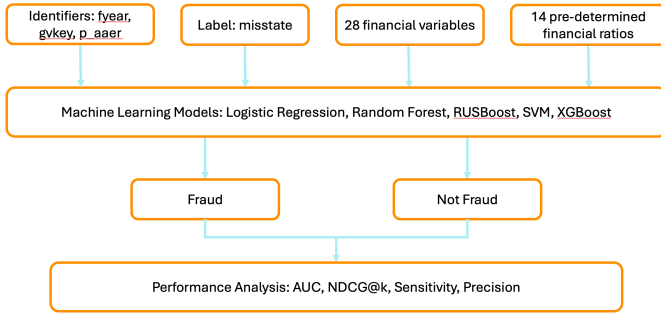 Identifiers: fyear,
gvkey, p_aaer
Label: misstate
28 financial variables
14 pre-determined
financial ratios
Machine Learning Models: Logistic Regression, Random Forest, RUSBoost, SVM, XGBoost
Fraud
Not Fraud
Performance Analysis: AUC, NDCG@k, Sensitivity, Precision